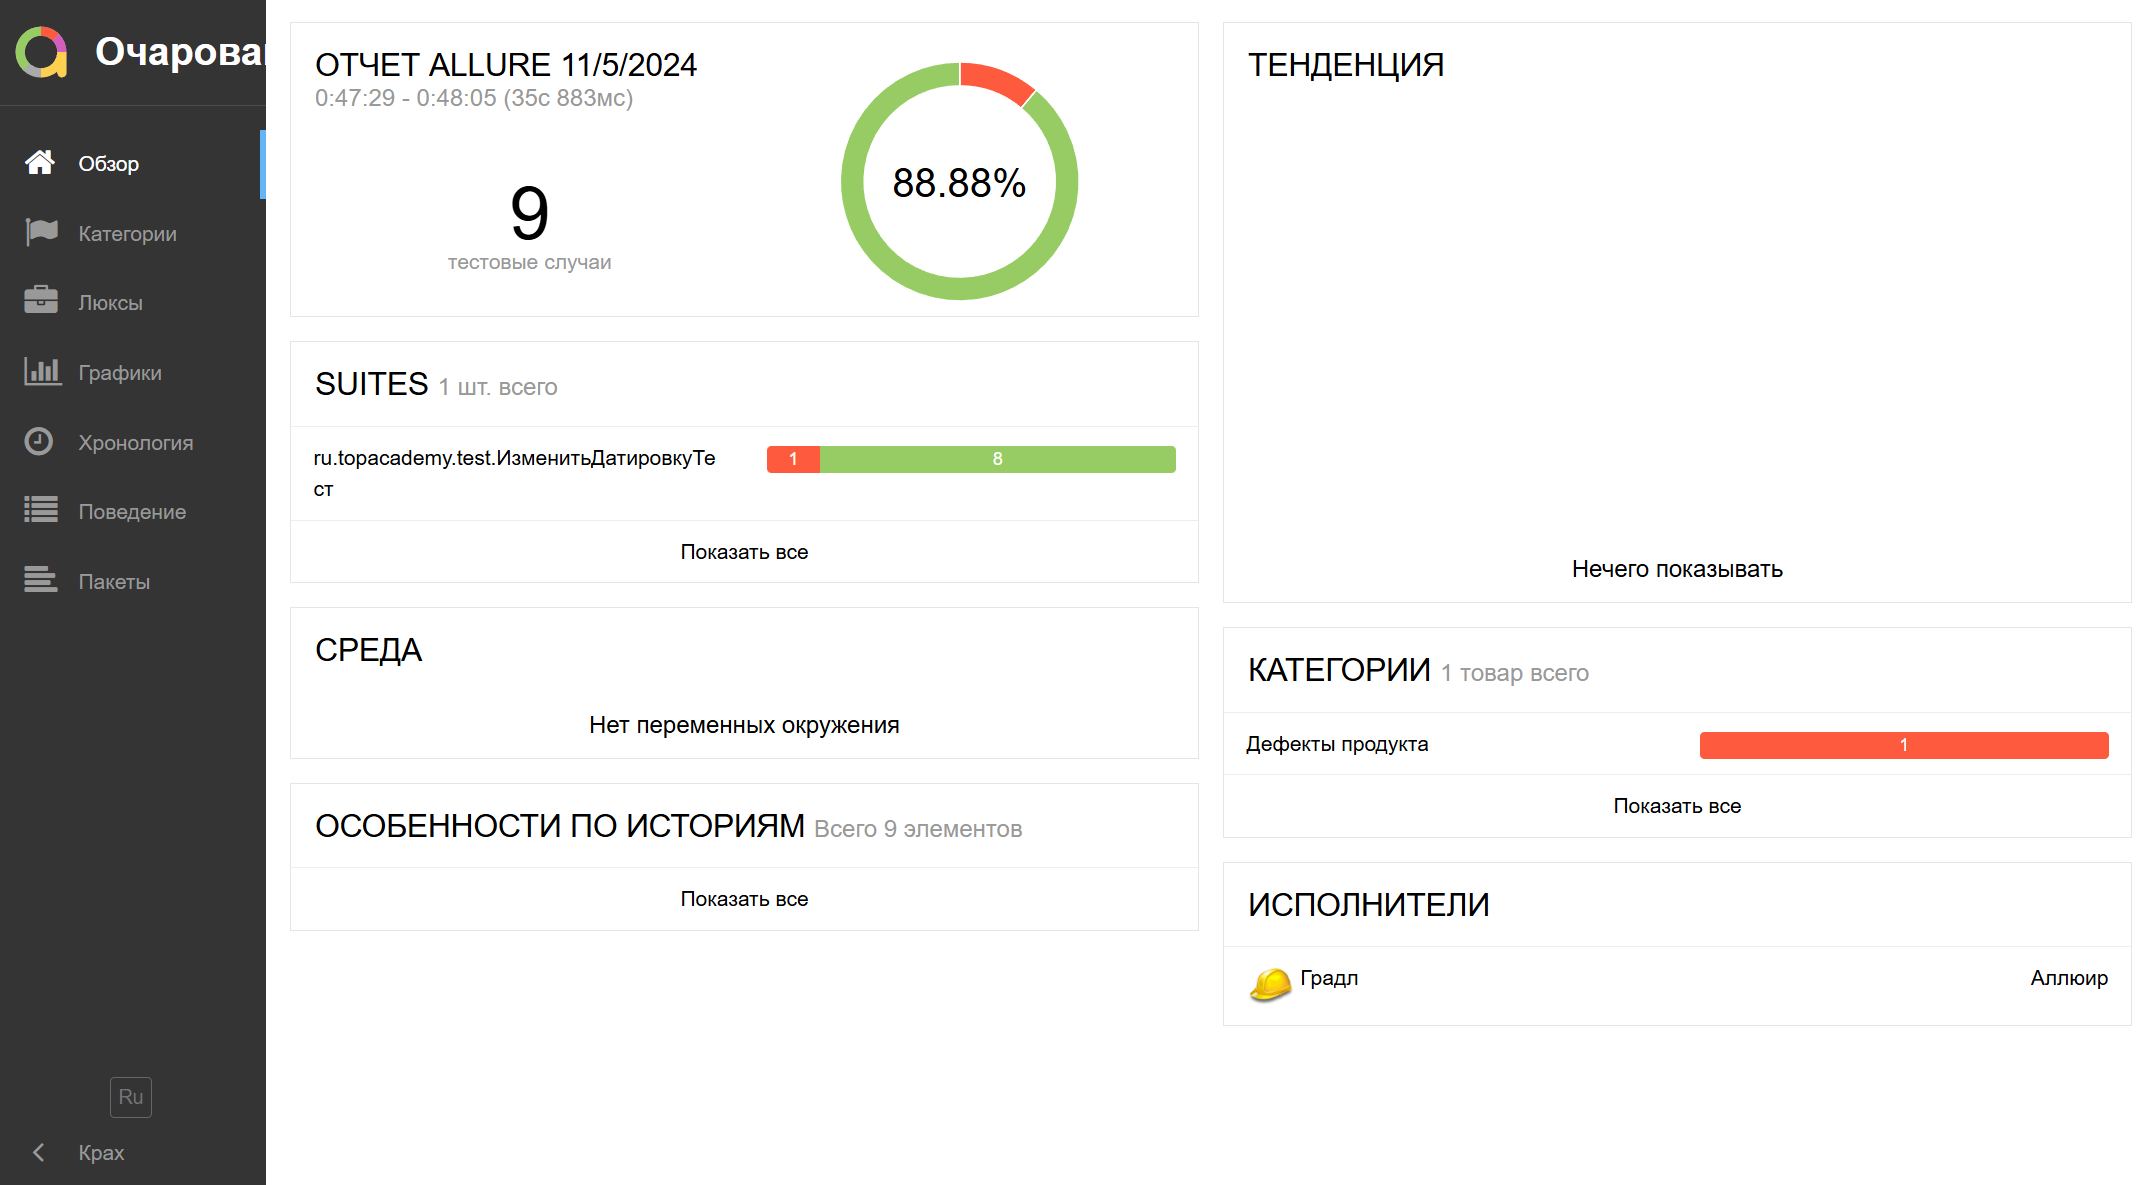 Очарован
Обзор
Категории
Люксы
Графики
Хронология
Поведение
Пакеты
Ru
Крах
ОТЧЕТ ALLURE 11/5/2024
0:47:29 - 0:48:05 (35с 883мс)
9
тестовые случаи
88.88%
SUITES 1 шт. всего
ru.topacademy.test.ИзменитьДатировкуТе
ст
1 8
Показать все
СРЕДА
Нет переменных окружения
ОСОБЕННОСТИ ПО ИСТОРИЯМ Всего 9 элементов
Показать все
ТЕНДЕНЦИЯ
Нечего показывать
КАТЕГОРИИ 1 товар всего
Дефекты продукта 1
Показать все
ИСПОЛНИТЕЛИ
Градл Аллюир